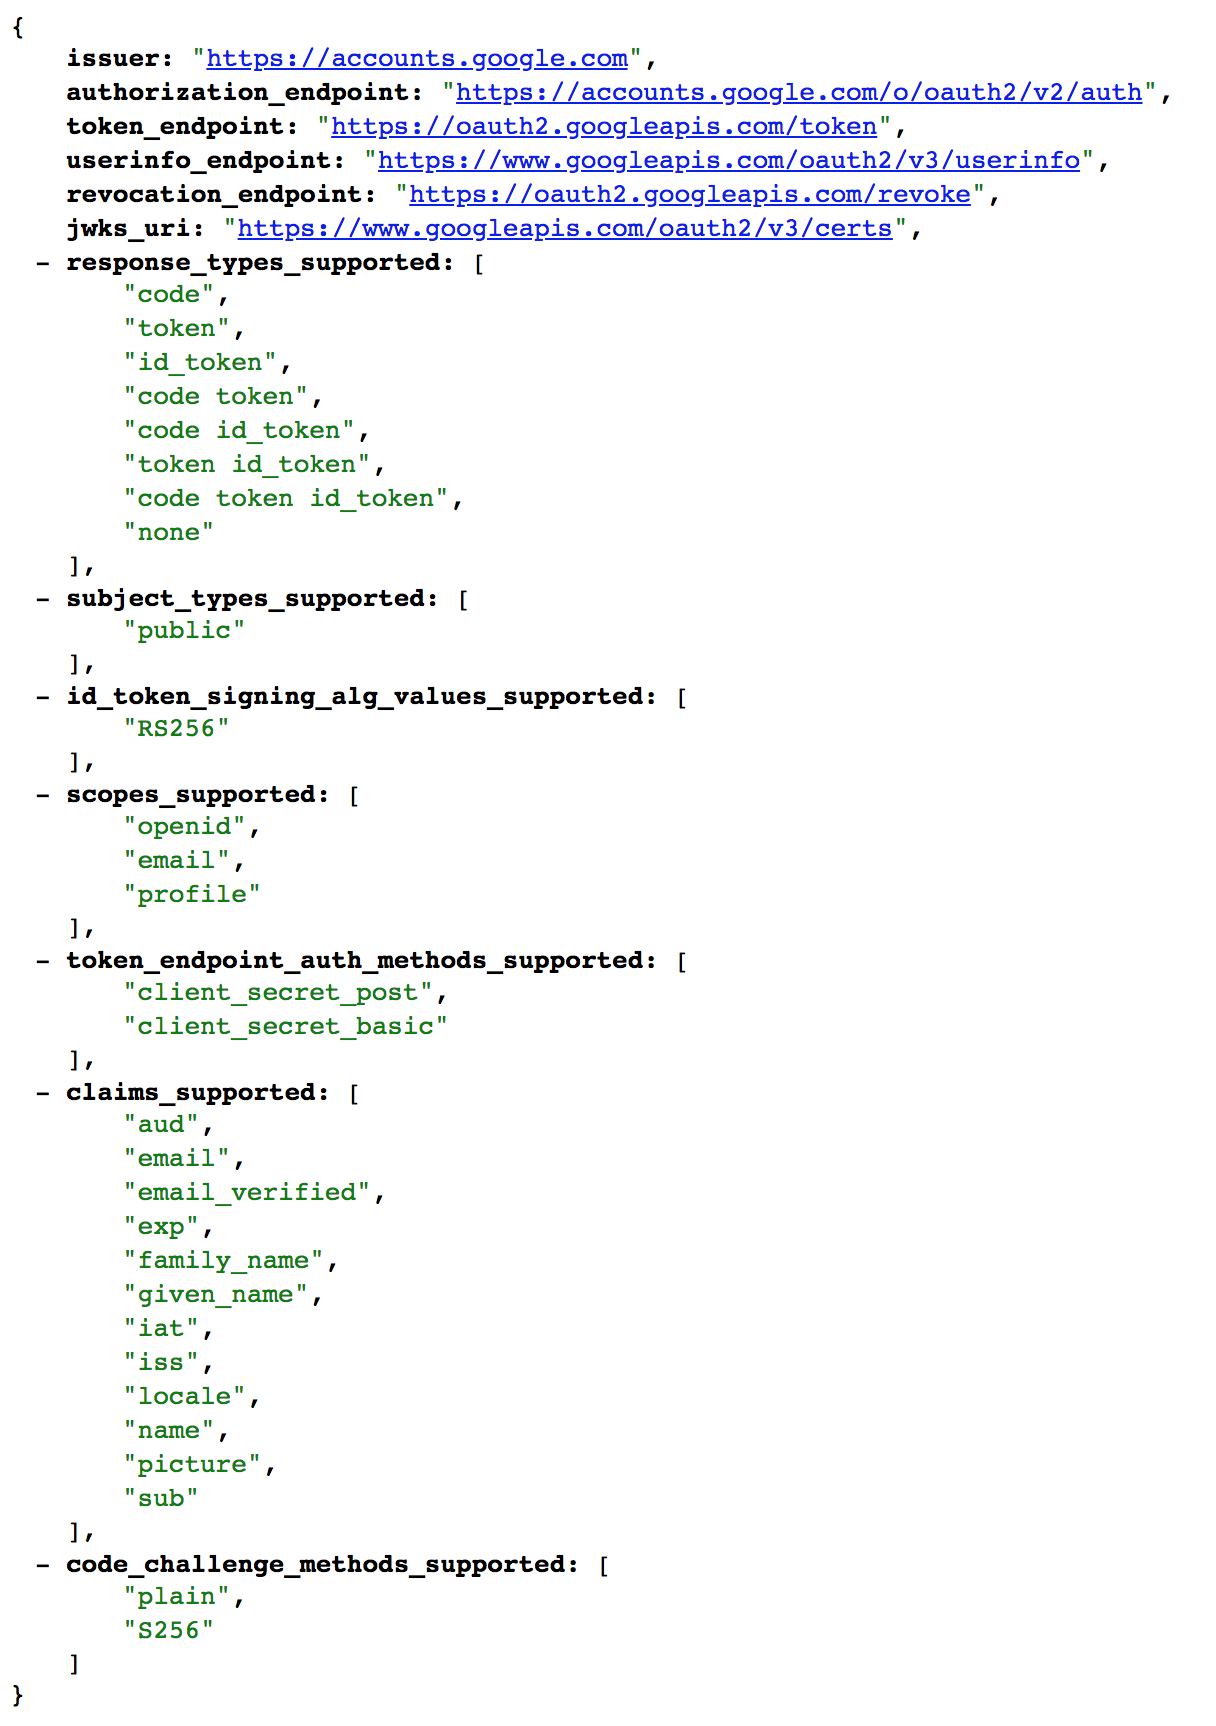 {
issuer: "https://accounts.google.com",
authorization_endpoint: "https://accounts.google.com/o/oauth2/v2/auth",
token_endpoint: "https://oauth2.googleapis.com/token",
userinfo_endpoint: "https://www.googleapis.com/oauth2/v3/userinfo",
revocation_endpoint: "https://oauth2.googleapis.com/revoke",
jwks_uri: "https://www.googleapis.com/oauth2/v3/certs",
- response_types_supported: [
"code",
"token",
"id_token",
"code token",
"code id_token",
"token id_token",
"code token id_token",
"none"
],
- subject_types_supported: [
"public"
],
- id_token_signing_alg_values_supported: [
"RS256"
],
- scopes_supported: [
"openid",
"email",
"profile"
],
- token_endpoint_auth_methods_supported: [
"client_secret_post",
"client_secret_basic"
],
- claims_supported: [
"aud",
"email",
"email_verified",
"exp",
"family_name",
"given_name",
"iat",
"iss",
"locale",
"name",
"picture",
"sub"
],
- code_challenge_methods_supported: [
"plain",
"S256"
]
}